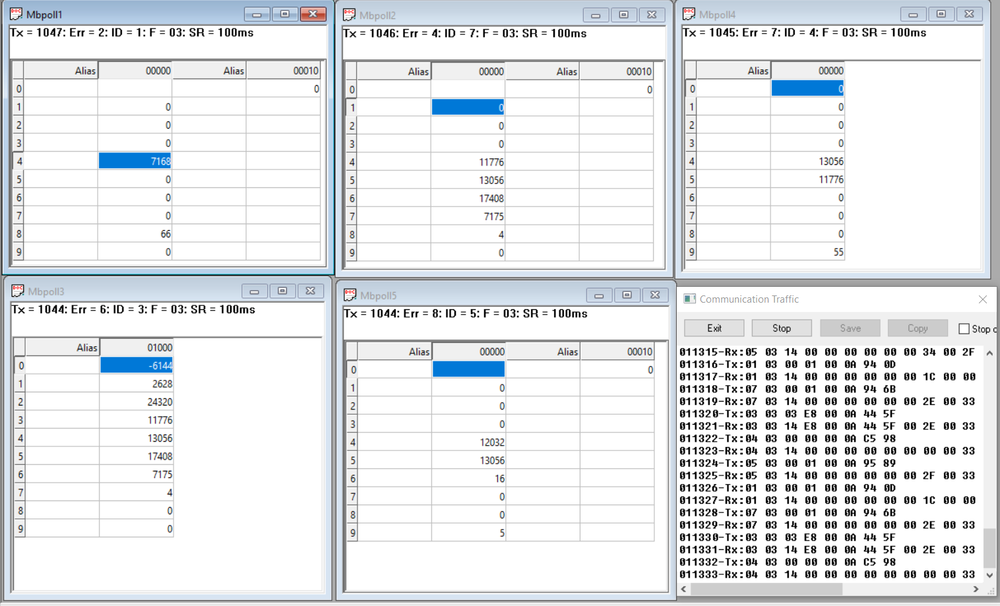 Mbpoll1
Tx = 1047: Err = 2: ID = 1: F = 03: SR = 100ms
Alias 00000 Alias 00010
0 0
1 0
2 0
3 0
4 7168
5 0
6 0
7 0
8 66
9 0
Mbpoll2
Tx = 1046: Err = 4: ID = 7: F = 03: SR = 100ms
Alias 00000 Alias 00010
0 0
1 0
2 0
3 0
4 11776
5 13056
6 17408
7 7175
8 4
9 0
Mbpoll4
Tx = 1045: Err = 7: ID = 4: F = 03: SR = 100ms
Alias 00000
0 0
1 0
2 0
3 0
4 13056
5 11776
6 0
7 0
8 0
9 55
Mbpoll3
Tx = 1044: Err = 6: ID = 3: F = 03: SR = 100ms
Alias 01000
0 -6144
1 2628
2 24320
3 11776
4 13056
5 17408
6 7175
7 4
8 0
9 0
Mbpoll5
Tx = 1044: Err = 8: ID = 5: F = 03: SR = 100ms
Alias 00000 Alias 00010
0 0
1 0
2 0
3 0
4 12032
5 13056
6 16
7 0
8 0
9 5
Communication Traffic
Exit Stop Save Copy Stop
011315-Rx:05 03 14 00 00 00 00 00 00 34 00 2F
011316-Tx:01 03 00 01 00 0A 94 0D
011317-Rx:01 03 14 00 00 00 00 00 00 1C 00 00
011318-Tx:07 03 00 01 00 0A 94 6B
011319-Rx:07 03 14 00 00 00 00 00 00 2E 00 33
011320-Tx:03 03 03 E8 00 0A 44 5F
011321-Rx:03 03 14 E8 00 0A 44 5F 00 2E 00 33
011322-Tx:04 03 00 00 00 0A C5 98
011323-Rx:04 03 14 00 00 00 00 00 00 00 00 33
011324-Tx:05 03 00 01 00 0A 95 89
011325-Rx:05 03 14 00 00 00 00 00 00 2F 00 33
011326-Tx:01 03 00 01 00 0A 94 0D
011327-Rx:01 03 14 00 00 00 00 00 00 1C 00 00
011328-Tx:07 03 00 01 00 0A 94 6B
011329-Rx:07 03 14 00 00 00 00 00 00 2E 00 33
011330-Tx:03 03 03 E8 00 0A 44 5F
011331-Rx:03 03 14 E8 00 0A 44 5F 00 2E 00 33
011332-Tx:04 03 00 00 00 0A C5 98
011333-Rx:04 03 14 00 00 00 00 00 00 00 00 33